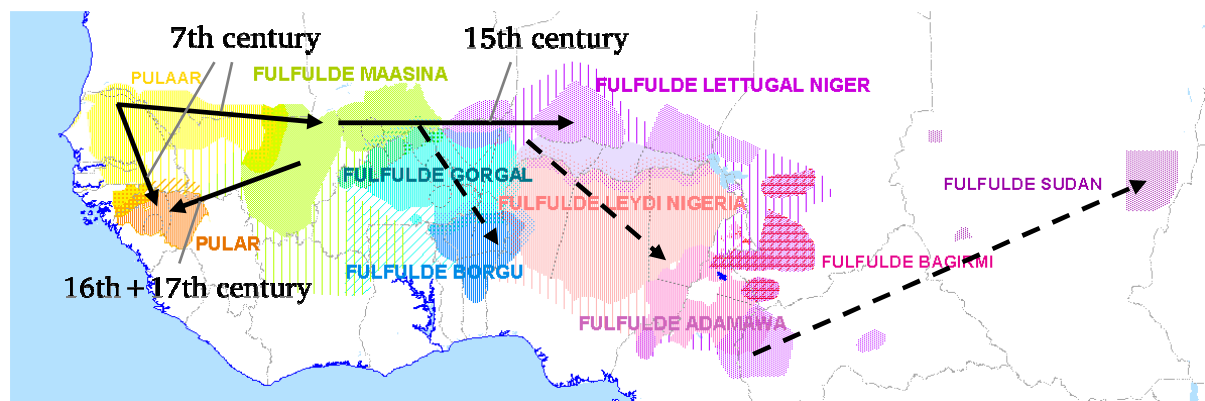 7th century
15th century
PULAAR
FULFULDE MAASINA
FULFULDE LETTUGAL NIGER
FULFULDE GORGAL
FULFULDE SUDAN
FULFULDE LEYDI NIGERIA
PULAR
FULFULDE BORGU
FULFULDE BAGIRMI
16th + 17th century
FULFULDE ADAMAWA